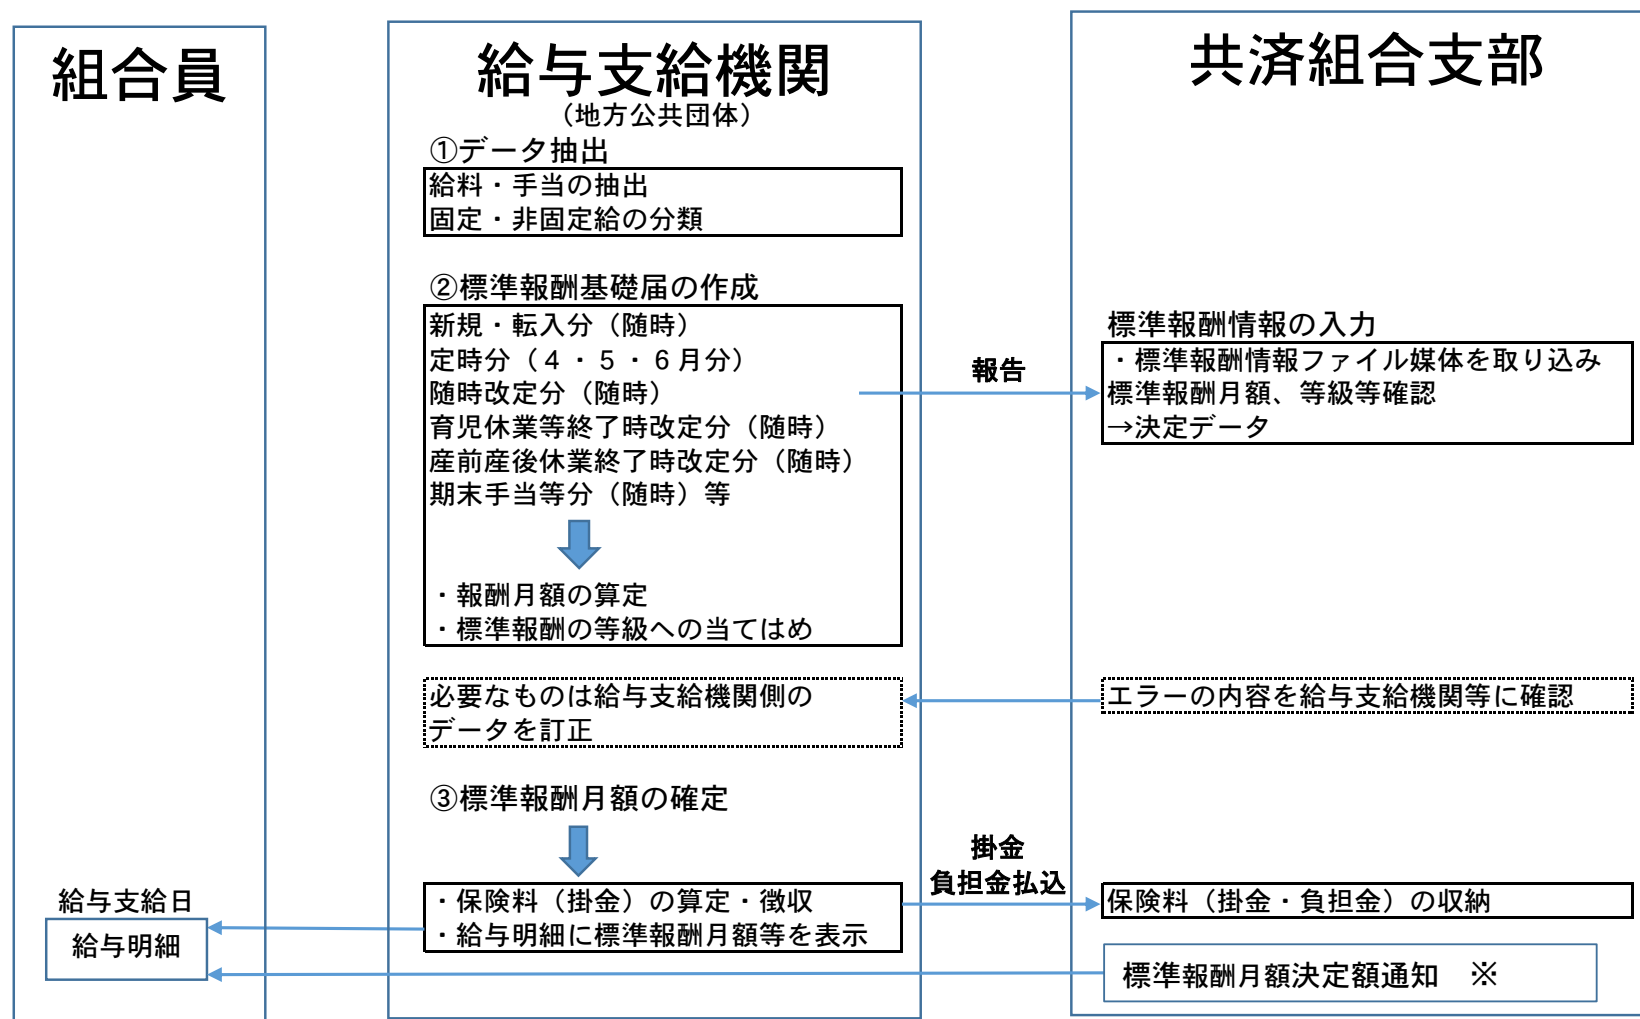 組合員
給与支給機関
（地方公共団体）
①データ抽出
給料・手当の抽出
固定・非固定給の分類
②標準報酬基礎届の作成
新規・転入分（随時）
定時分（４・５・６月分）
随時改定分（随時）
育児休業等終了時改定分（随時）
産前産後休業終了時改定分（随時）
期末手当等分（随時）等
・報酬月額の算定
・標準報酬の等級への当てはめ
必要なものは給与支給機関側の
データを訂正
③標準報酬月額の確定
・保険料（掛金）の算定・徴収
・給与明細に標準報酬月額等を表示
給与支給日
給与明細
報告
掛金
負担金払込
共済組合支部
標準報酬情報の入力
・標準報酬情報ファイル媒体を取り込み
標準報酬月額、等級等確認
→決定データ
エラーの内容を給与支給機関等に確認
保険料（掛金・負担金）の収納
標準報酬月額決定額通知　※